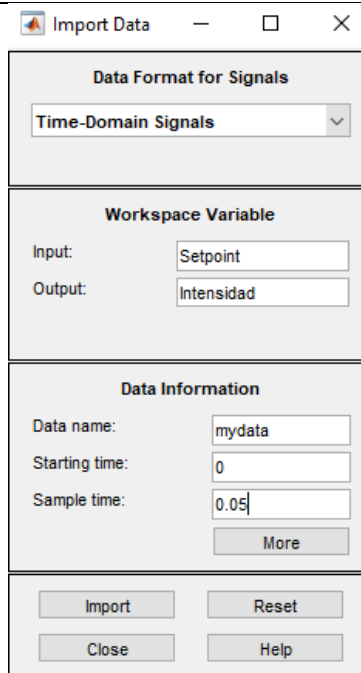 Import Data
Data Format for Signals
Time-Domain Signals
Workspace Variable
Input: Setpoint
Output: Intensidad
Data Information
Data name: mydata
Starting time: 0
Sample time: 0.05
More
Import Reset
Close Help